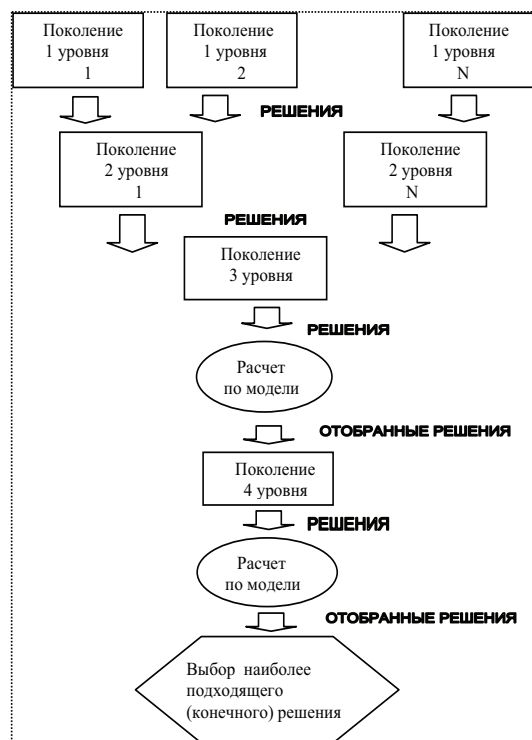 Поколение
1 уровня
1
Поколение
1 уровня
2
Поколение
1 уровня
N
РЕШЕНИЯ
Поколение
2 уровня
1
Поколение
2 уровня
N
РЕШЕНИЯ
Поколение
3 уровня
РЕШЕНИЯ
Расчет
по модели
ОТОБРАННЫЕ РЕШЕНИЯ
Поколение
4 уровня
РЕШЕНИЯ
Расчет
по модели
ОТОБРАННЫЕ РЕШЕНИЯ
Выбор наиболее
подходящего
(конечного) решения